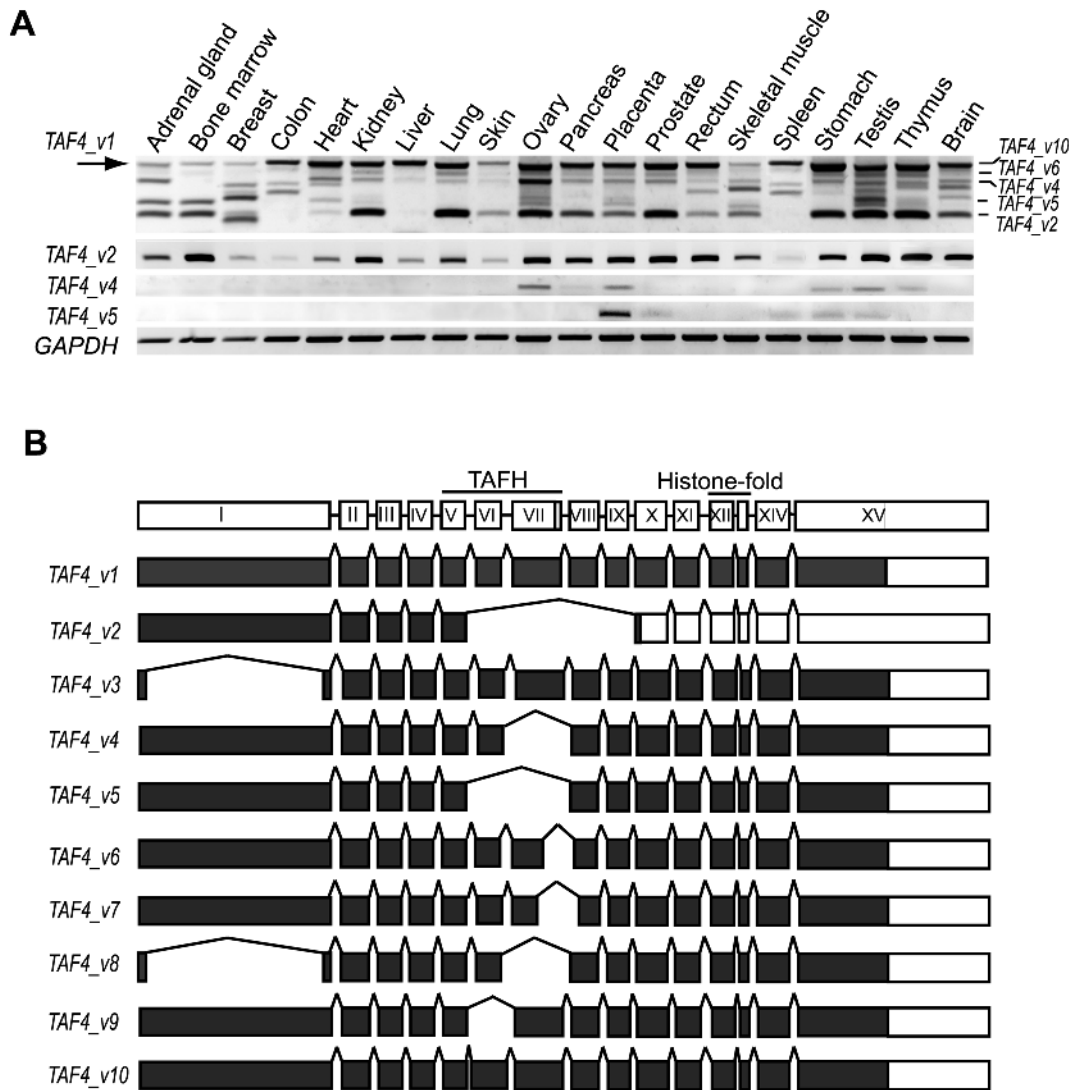 A
Adrenal gland
Bone marrow
Breast
Colon
Heart
Kidney
Liver
Lung
Skin
Ovary
Pancreas
Placenta
Prostate
Rectum
Skeletal muscle
Spleen
Stomach
Testis
Thymus
Brain
TAF4_v1
TAF4_v10
TAF4_v6
TAF4_v4
TAF4_v5
TAF4_v2
TAF4_v2
TAF4_v4
TAF4_v5
GAPDH
B
TAFH Histone-fold
I II III IV V VI VII VIII IX X XI XII XIV XV
TAF4_v1
TAF4_v2
TAF4_v3
TAF4_v4
TAF4_v5
TAF4_v6
TAF4_v7
TAF4_v8
TAF4_v9
TAF4_v10